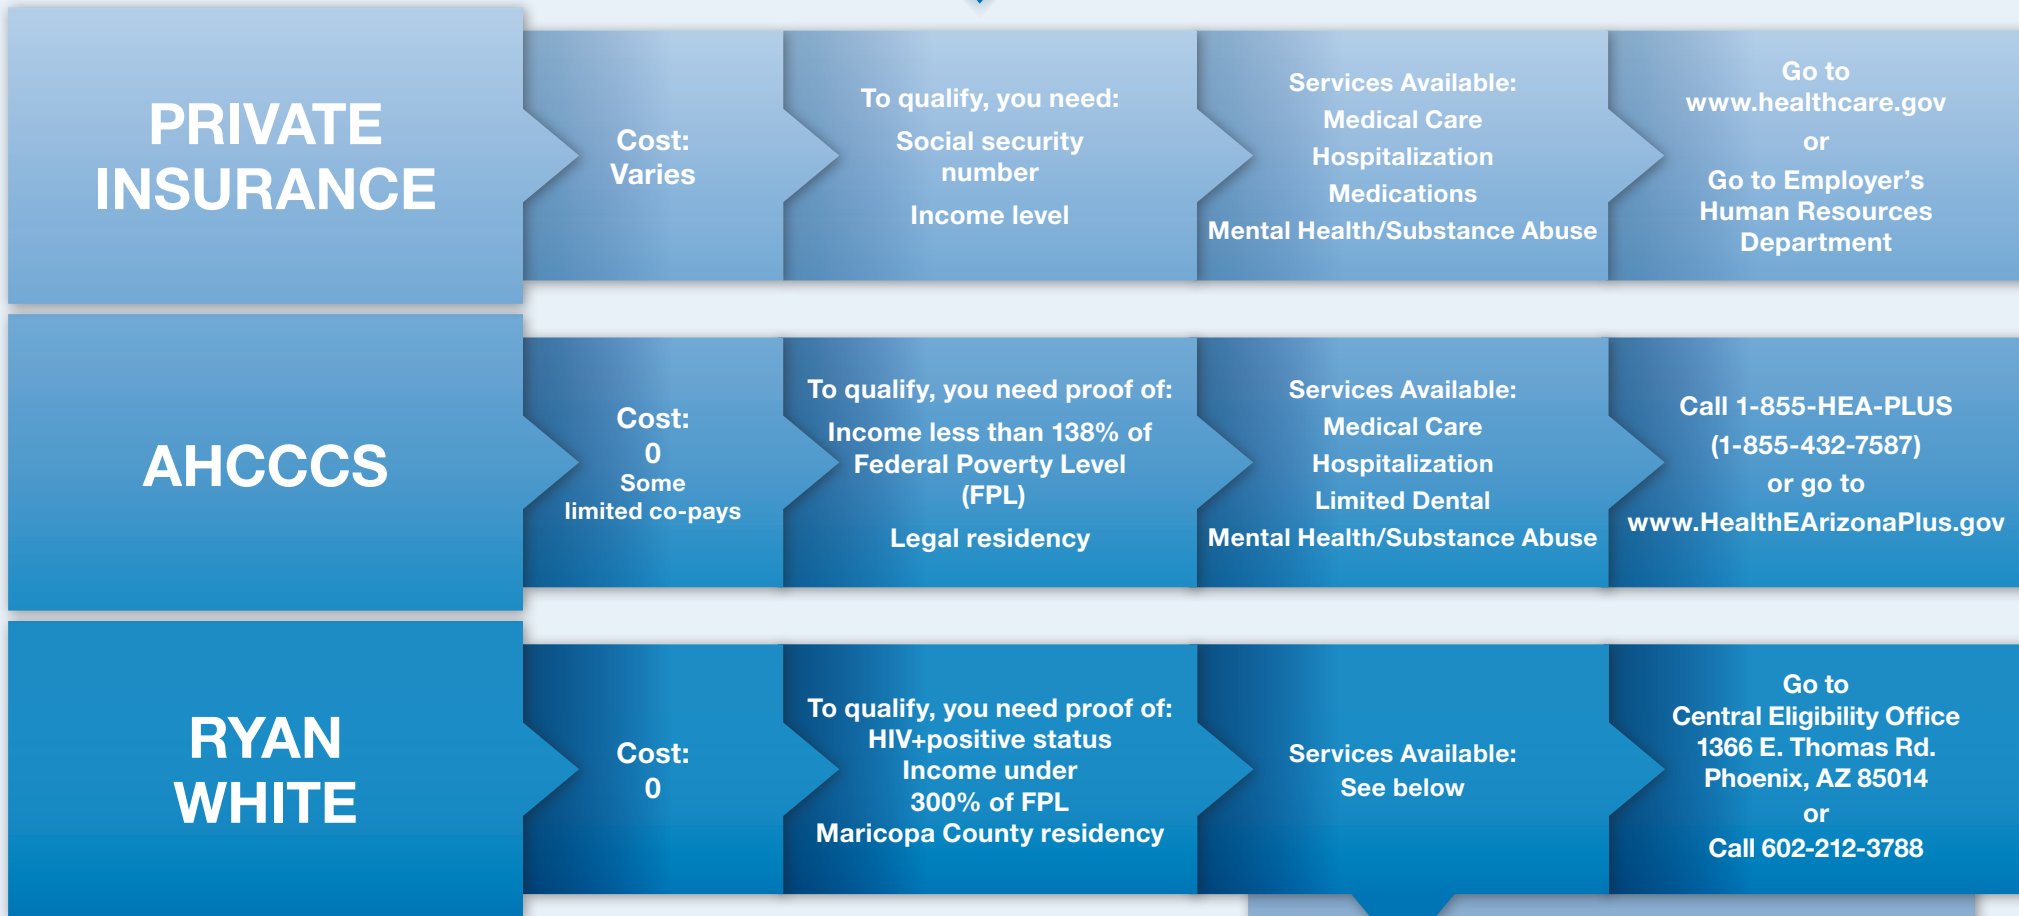 PRIVATE
INSURANCE
Cost:
Varies
To qualify, you need:
Social security
number
Income level
Services Available:
Medical Care
Hospitalization
Medications
Mental Health/Substance Abuse
Go to
www.healthcare.gov
or
Go to Employer’s
Human Resources
Department
AHCCCS
Cost:
0
Some
limited co-pays
To qualify, you need proof of:
Income less than 138% of
Federal Poverty Level
(FPL)
Legal residency
Services Available:
Medical Care
Hospitalization
Limited Dental
Mental Health/Substance Abuse
Call 1-855-HEA-PLUS
(1-855-432-7587)
or go to
www.HealthEArizonaPlus.gov
RYAN
WHITE
Cost:
0
To qualify, you need proof of:
HIV+positive status
Income under
300% of FPL
Maricopa County residency
Services Available:
See below
Go to
Central Eligibility Office
1366 E. Thomas Rd.
Phoenix, AZ 85014
or
Call 602-212-3788